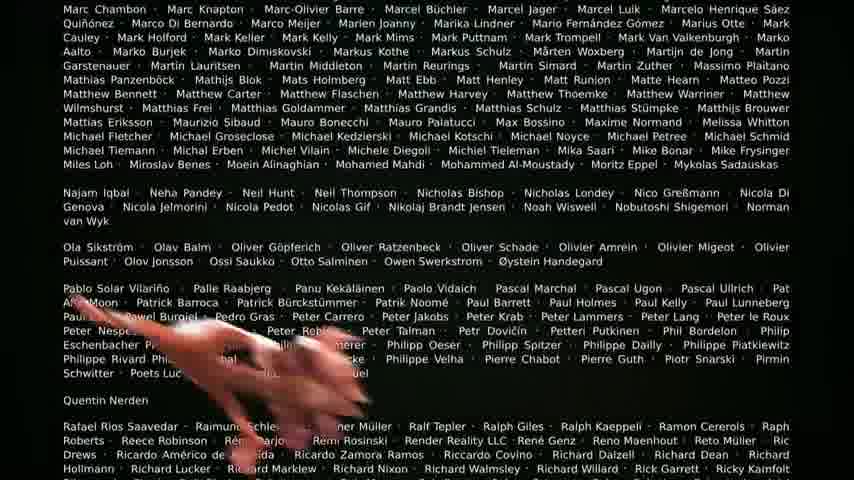 Marc Chambon · Marc Knapton · Marc-Olivier Barre · Marcel Büchler · Marcel Jager · Marcel Luik · Marcelo Henrique Sáez
Quiñónez · Marco Di Bernardo · Marco Meijer · Marien Joanny · Marika Lindner · Mario Fernández Gómez · Marius Otte · Mark
Cauley · Mark Holford · Mark Keller · Mark Kelly · Mark Mims · Mark Puttnam · Mark Trompell · Mark Van Valkenburgh · Marko
Aalto · Marko Burjek · Marko Dimiskovski · Markus Kothe · Markus Schulz · Mårten Woxberg · Martijn de Jong · Martin
Garstenauer · Martin Lauritsen · Martin Middleton · Martin Reurings · Martin Simard · Martin Zuther · Massimo Plaitano
Mathias Panzenböck · Mathijs Blok · Mats Holmberg · Matt Ebb · Matt Henley · Matt Runion · Matte Hearn · Matteo Pozzi
Matthew Bennett · Matthew Carter · Matthew Flaschen · Matthew Harvey · Matthew Thoemke · Matthew Warriner · Matthew
Wilmshurst · Matthias Frei · Matthias Goldammer · Matthias Grandis · Matthias Schulz · Matthias Stümpke · Matthijs Brouwer
Mattias Eriksson · Maurizio Sibaud · Mauro Bonecchi · Mauro Palatucci · Max Bossino · Maxime Normand · Melissa Whitton
Michael Fletcher · Michael Groseclose · Michael Kedzierski · Michael Kotschi · Michael Noyce · Michael Petree · Michael Schmid
Michael Tiemann · Michal Erben · Michel Vilain · Michele Diegoli · Michiel Tieleman · Mika Saari · Mike Bonar · Mike Frysinger
Miles Loh · Miroslav Benes · Moein Alinaghian · Mohamed Mahdi · Mohammed Al-Moustady · Moritz Eppel · Mykolas Sadauskas
Najam Iqbal · Neha Pandey · Neil Hunt · Neil Thompson · Nicholas Bishop · Nicholas Londey · Nico Greßmann · Nicola Di
Genova · Nicola Jelmorini · Nicola Pedot · Nicolas Gif · Nikolaj Brandt Jensen · Noah Wiswell · Nobutoshi Shigemori · Norman
van Wyk
Ola Sikström · Olav Balm · Oliver Göpferich · Oliver Ratzenbeck · Oliver Schade · Olivier Amrein · Olivier Migeot · Olivier
Puissant · Olov Jonsson · Ossi Saukko · Otto Salminen · Owen Swerkstrom · Øystein Handegard
Pablo Solar Vilariño · Palle Raabjerg · Panu Kekäläinen · Paolo Vidaich · Pascal Marchal · Pascal Ugon · Pascal Ullrich · Pat
Moon · Patrick Barroca · Patrick Bürckstümmer · Patrik Noomé · Paul Barrett · Paul Holmes · Paul Kelly · Paul Lunneberg
Paul · Pawel Burgiel · Pedro Gras · Peter Carrero · Peter Jakobs · Peter Krab · Peter Lammers · Peter Lang · Peter le Roux
Peter · Peter · Peter Talman · Petr Dovičín · Petteri Putkinen · Phil Bordelon · Philip
Eschenbacher · Philipp Oeser · Philipp Spitzer · Philippe Dailly · Philippe Piatkiewitz
Philippe Rivard · Philippe Velha · Pierre Chabot · Pierre Guth · Piotr Snarski · Pirmin
Schwitter · Poets
Quentin Nerden
Rafael Rios Saavedar · Müller · Ralf Tepler · Ralph Giles · Ralph Kaeppeli · Ramon Cererols · Raph
Roberts · Reece Robinson · Rémi Rosinski · Render Reality LLC · René Genz · Reno Maenhout · Reto Müller · Ric
Drews · Ricardo Américo de · Ricardo Zamora Ramos · Riccardo Covino · Richard Dalzell · Richard Dean · Richard
Hollmann · Richard Lucker · Richard Marklew · Richard Nixon · Richard Walmsley · Richard Willard · Rick Garrett · Ricky Kamfolt